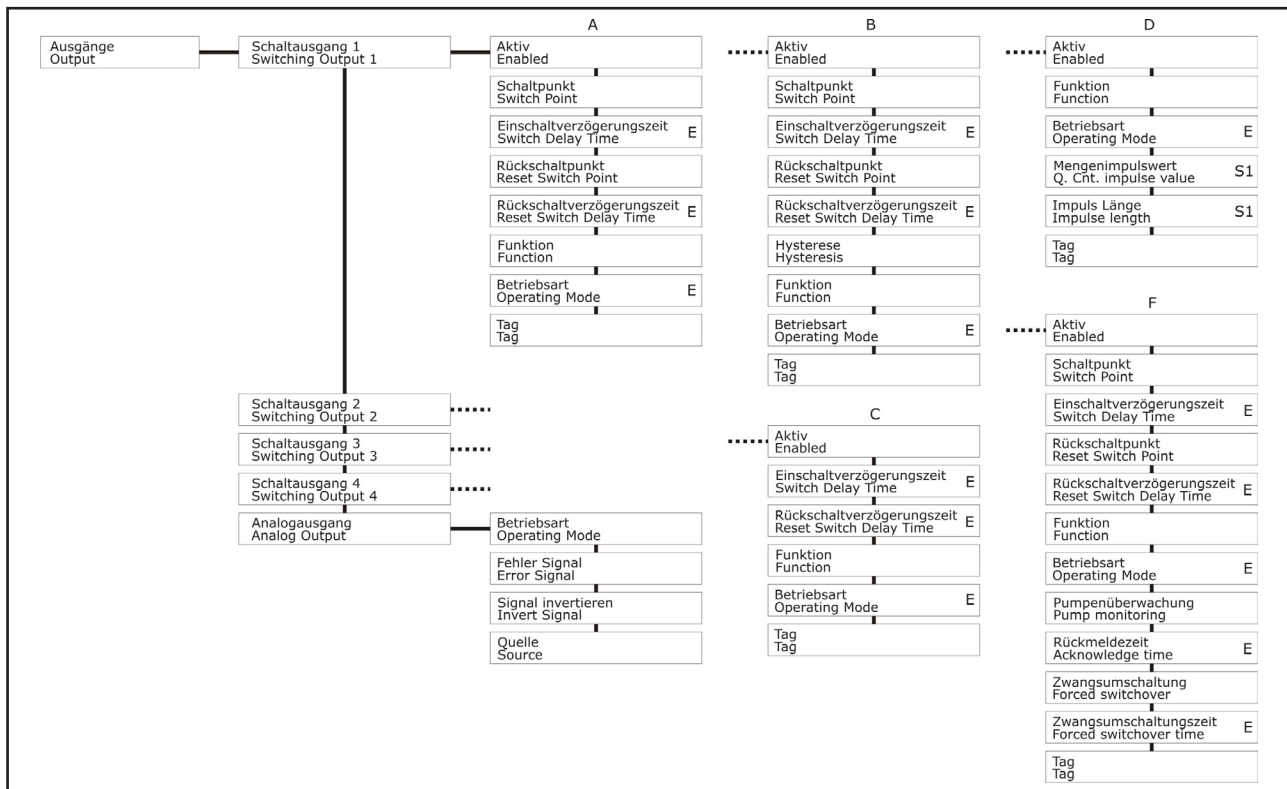 Ausgänge
Output
Schaltausgang 1
Switching Output 1
Schaltausgang 2
Switching Output 2
Schaltausgang 3
Switching Output 3
Schaltausgang 4
Switching Output 4
Analogausgang
Analog Output
A
Aktiv
Enabled
Schaltpunkt
Switch Point
Einschaltverzögerungszeit E
Switch Delay Time
Rückschaltpunkt
Reset Switch Point
Rückschaltverzögerungszeit E
Reset Switch Delay Time
Funktion
Function
Betriebsart E
Operating Mode
Tag
Tag
Betriebsart
Operating Mode
Fehler Signal
Error Signal
Signal invertieren
Invert Signal
Quelle
Source
B
Aktiv
Enabled
Schaltpunkt
Switch Point
Einschaltverzögerungszeit E
Switch Delay Time
Rückschaltpunkt
Reset Switch Point
Rückschaltverzögerungszeit E
Reset Switch Delay Time
Hysterese
Hysteresis
Funktion
Function
Betriebsart E
Operating Mode
Tag
Tag
C
Aktiv
Enabled
Einschaltverzögerungszeit E
Switch Delay Time
Rückschaltverzögerungszeit E
Reset Switch Delay Time
Funktion
Function
Betriebsart E
Operating Mode
Tag
Tag
D
Aktiv
Enabled
Funktion
Function
Betriebsart E
Operating Mode
Mengenimpulswert S1
Q. Cnt. impulse value
Impuls Länge S1
Impulse length
Tag
Tag
F
Aktiv
Enabled
Schaltpunkt
Switch Point
Einschaltverzögerungszeit E
Switch Delay Time
Rückschaltpunkt
Reset Switch Point
Rückschaltverzögerungszeit E
Reset Switch Delay Time
Funktion
Function
Betriebsart E
Operating Mode
Pumpenüberwachung
Pump monitoring
Rückmeldezeit E
Acknowledge time
Zwangsumschaltung
Forced switchover
Zwangsumschaltungszeit E
Forced switchover time
Tag
Tag